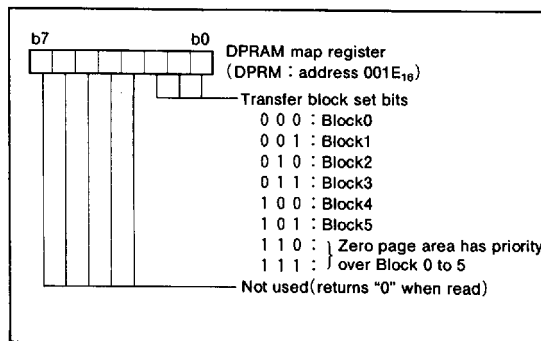 b7 b0
DPRAM map register
(DPRM : address 001E₁₆)
Transfer block set bits
0 0 0 : Block0
0 0 1 : Block1
0 1 0 : Block2
0 1 1 : Block3
1 0 0 : Block4
1 0 1 : Block5
1 1 0 : Zero page area has priority
1 1 1 : over Block 0 to 5
Not used(returns "0" when read)